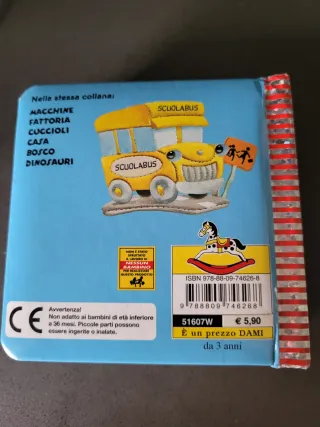 Nella stessa collana:
MACCHINE
FATTORIA
CUCCIOLI
CASA
BOSCO
DINOSAURI
SCUOLABUS
SCUOLABUS
NESSUN
BAMBINO
ISBN 978-88-09-74626-8
9 788809 746268
51607W € 5,90
È un prezzo DAMI
da 3 anni
CE
Avvertenza!
Non adatto ai bambini di età inferiore
a 36 mesi. Piccole parti possono
essere ingerite o inalate.